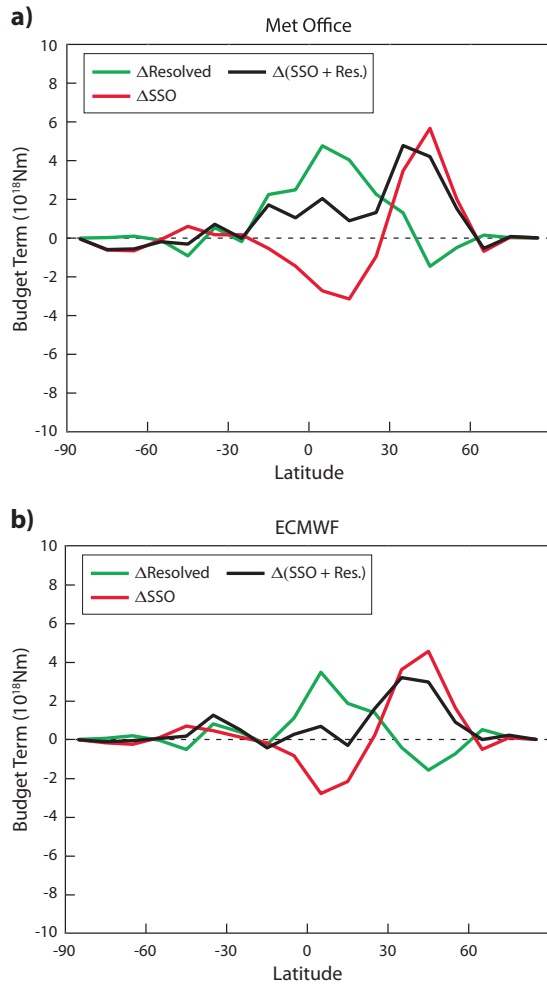 a)
Met Office
ΔResolved
Δ(SSO + Res.)
ΔSSO
Budget Term (10¹⁸Nm)
10
8
6
4
2
0
-2
-4
-6
-8
-10
-90
-60
-30
0
30
60
Latitude
b)
ECMWF
ΔResolved
Δ(SSO + Res.)
ΔSSO
Budget Term (10¹⁸Nm)
10
8
6
4
2
0
-2
-4
-6
-8
-10
-90
-60
-30
0
30
60
Latitude